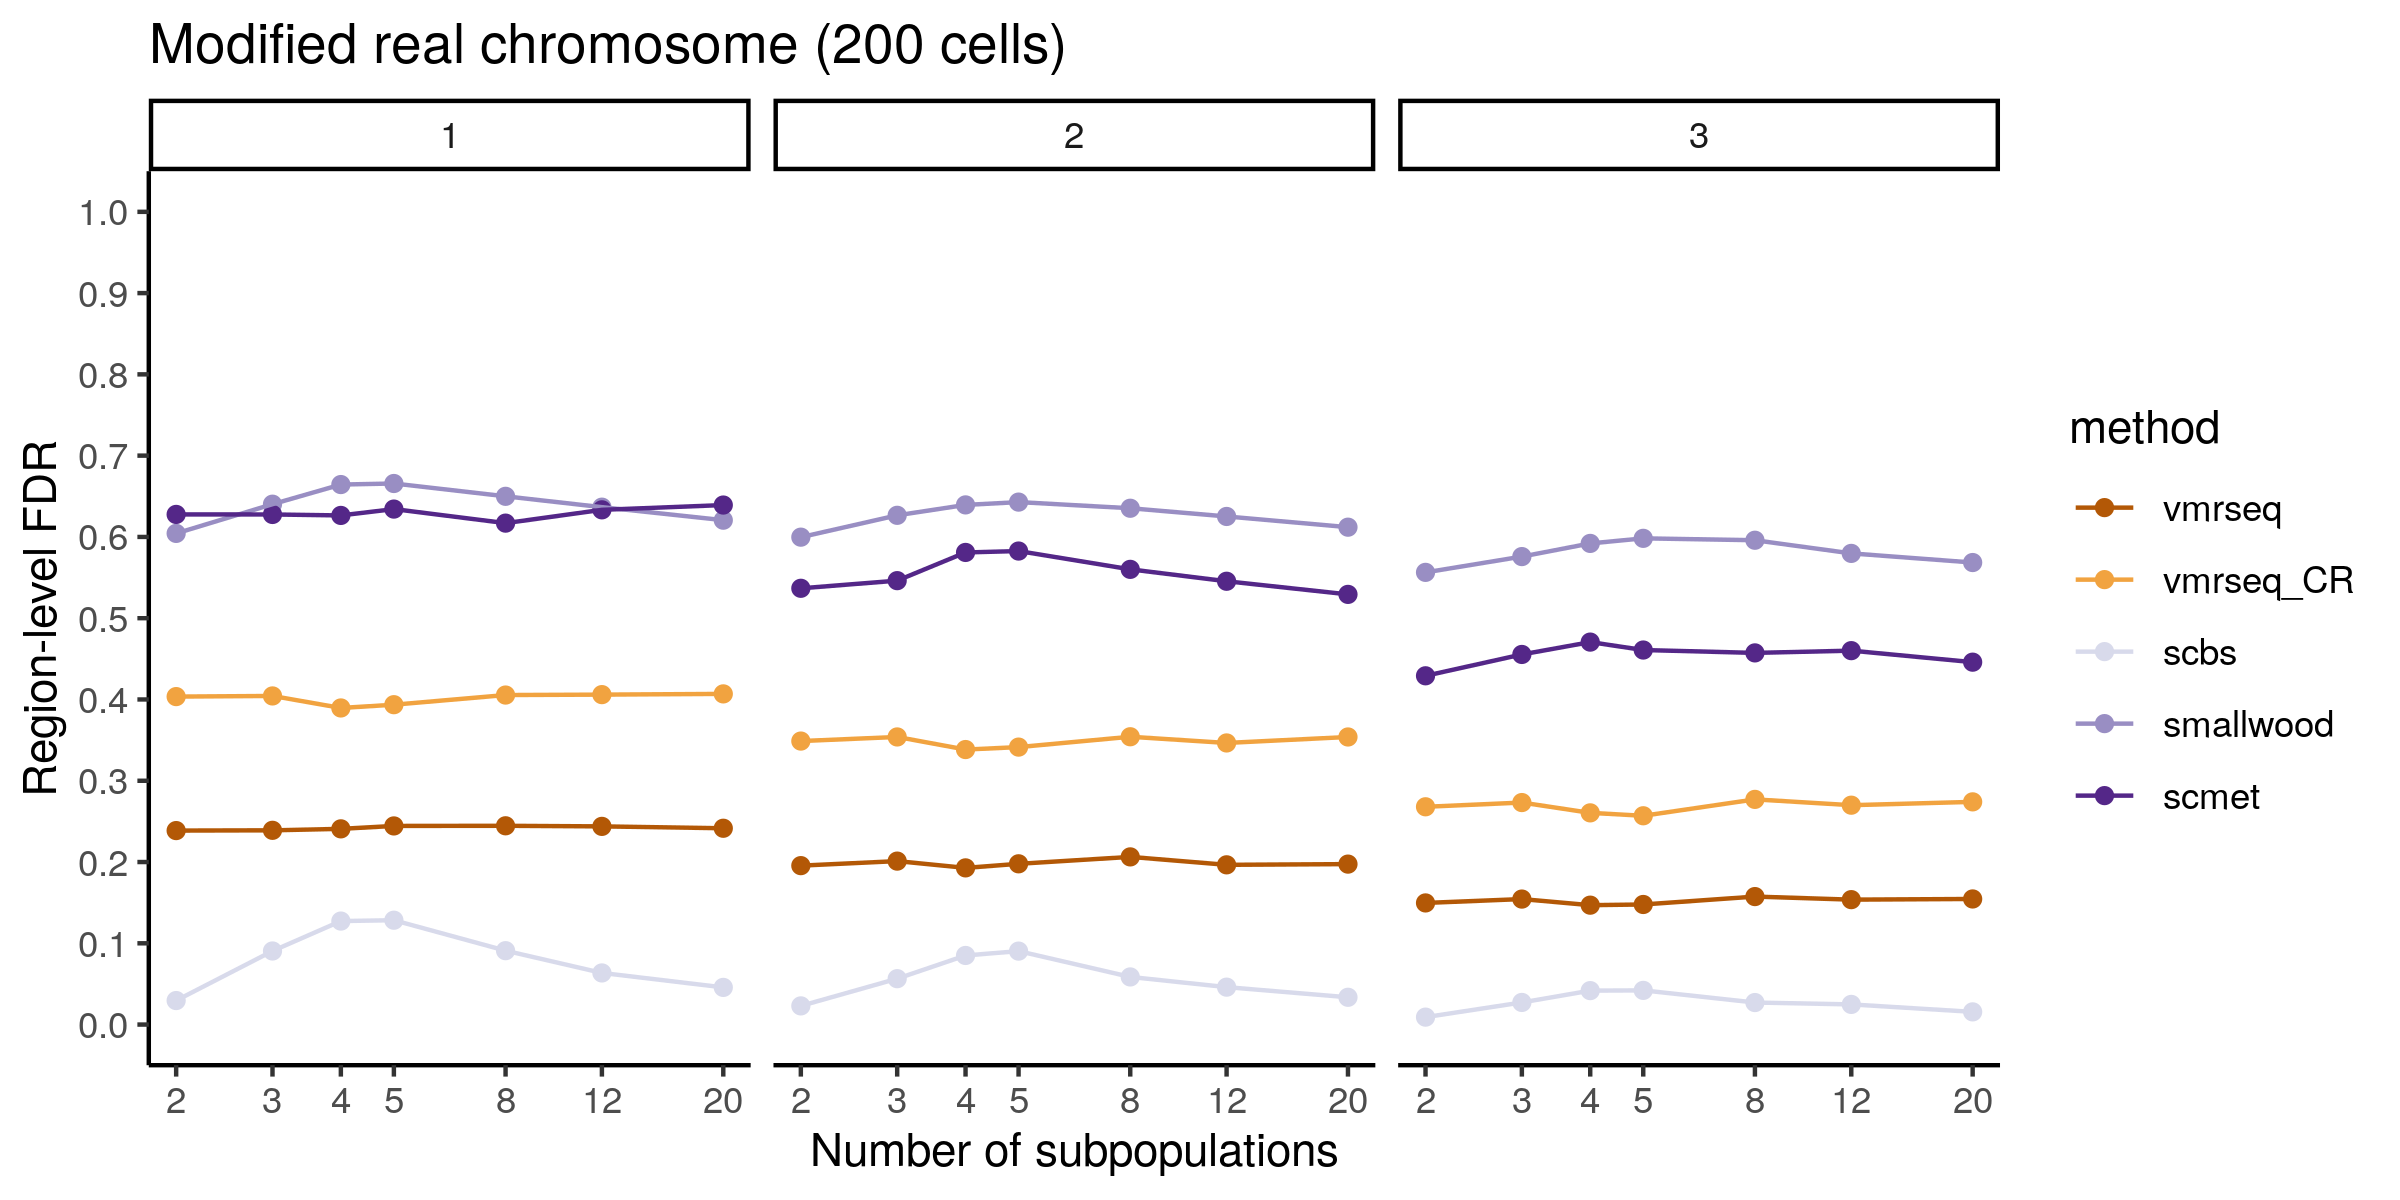 Modified real chromosome (200 cells)
1 2 3
Region-level FDR
1.0
0.9
0.8
0.7
0.6
0.5
0.4
0.3
0.2
0.1
0.0
2 3 4 5 8 12 20 2 3 4 5 8 12 20 2 3 4 5 8 12 20
Number of subpopulations
method
vmrseq
vmrseq_CR
scbs
smallwood
scmet